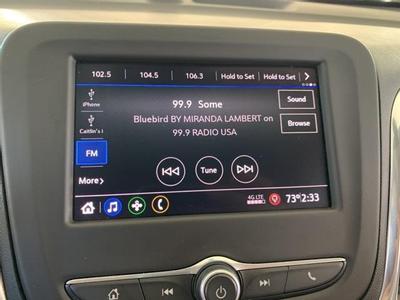 102.5 104.5 106.3 Hold to Set Hold to Set
iPhone
99.9 Some
Sound
Bluebird BY MIRANDA LAMBERT on
Caitlin's i
99.9 RADIO USA
Browse
FM
Tune
More
4G LTE
73° 2:33